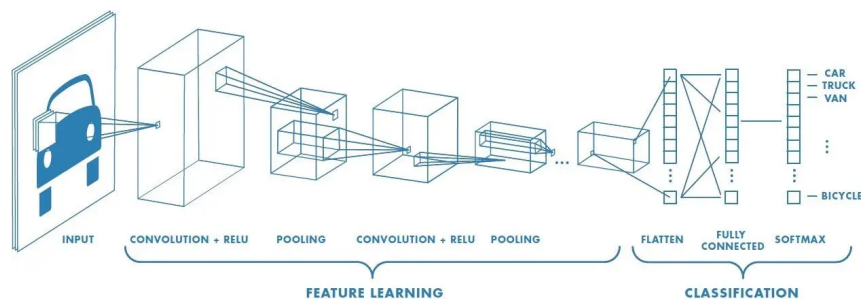 CAR
TRUCK
VAN
BICYCLE
INPUT
CONVOLUTION + RELU
POOLING
CONVOLUTION + RELU
POOLING
FLATTEN
FULLY
CONNECTED
SOFTMAX
FEATURE LEARNING
CLASSIFICATION